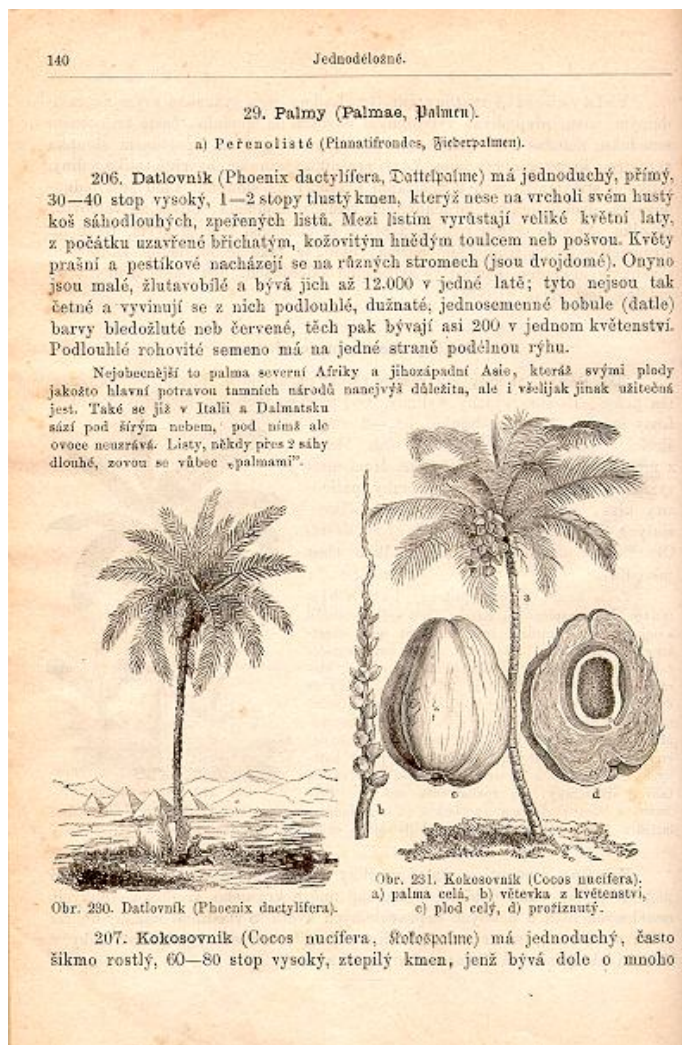 140
Jednoděložné.
29. Palmy (Palmae, Palmen).
a) Peřenolisté (Pinnatifrondes, Fiederpalmen).
206. Datlovník (Phoenix dactylífera, Dattelpalme) má jednoduchý, přímý,
30—40 stop vysoký, 1—2 stopy tlustý kmen, kterýž nese na vrcholi svém hustý
koš sáhodlouhých, zpeřených listů. Mezi listím vyrůstají veliké květní laty,
z počátku uzavřené břichatým, kožovitým hnědým toulcem neb pošvou. Květy
prašní a pestíkové nacházejí se na různých stromech (jsou dvojdomé). Onyno
jsou malé, žlutavobílé a bývá jich až 12.000 v jedné latě; tyto nejsou tak
četné a vyvinují se z nich podlouhlé, dužnaté, jednosemenné bobule (datle)
barvy bledožluté neb červené, těch pak bývají asi 200 v jednom květenství.
Podlouhlé rohovité semeno má na jedné straně podélnou rýhu.
Nejobecnější to palma severní Afriky a jihozápadní Asie, kteráž svými plody
jakožto hlavní potravou tamních národů nanejvýš důležita, ale i všelijak jinak užitečná
jest. Také se již v Italii a Dalmatsku
sází pod šírým nebem, pod nímž ale
ovoce neuzrává. Listy, někdy přes 2 sáhy
dlouhé, zovou se vůbec „palmami“.
a
b
c
d
Obr. 230. Datlovník (Phoenix dactylifera).
Obr. 231. Kokosovník (Cocos nucífera).
a) palma celá, b) větevka z květenství,
c) plod celý, d) proříznutý.
207. Kokosovník (Cocos nucífera, Kokospalme) má jednoduchý, často
šikmo rostlý, 60—80 stop vysoký, ztepilý kmen, jenž bývá dole o mnoho